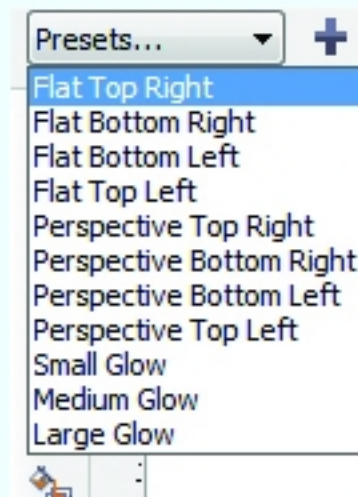 Presets...
Flat Top Right
Flat Bottom Right
Flat Bottom Left
Flat Top Left
Perspective Top Right
Perspective Bottom Right
Perspective Bottom Left
Perspective Top Left
Small Glow
Medium Glow
Large Glow